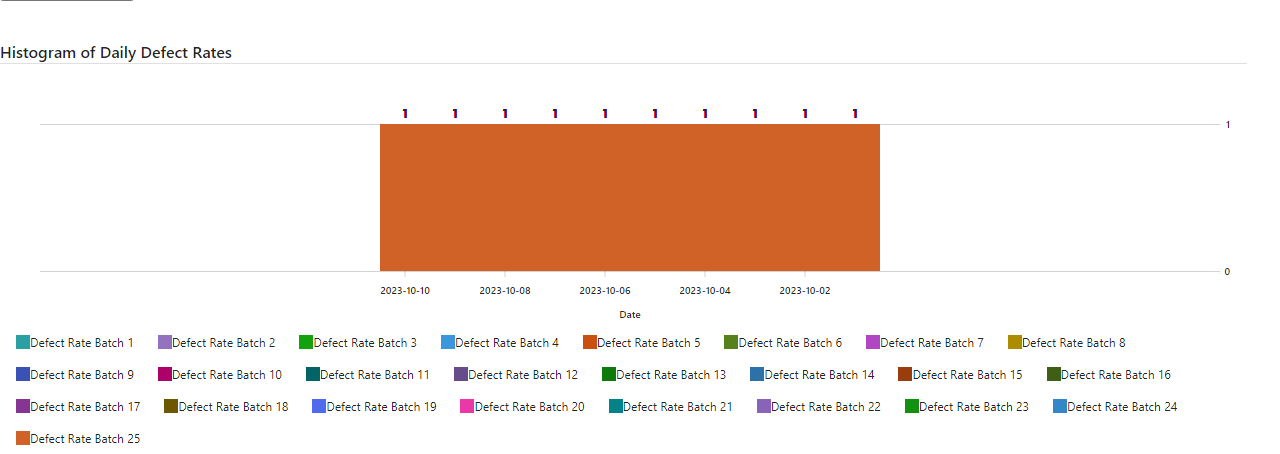 Histogram of Daily Defect Rates
1 1 1 1 1 1 1 1 1 1
1
0
2023-10-10 2023-10-08 2023-10-06 2023-10-04 2023-10-02
Date
Defect Rate Batch 1 Defect Rate Batch 2 Defect Rate Batch 3 Defect Rate Batch 4 Defect Rate Batch 5 Defect Rate Batch 6 Defect Rate Batch 7 Defect Rate Batch 8
Defect Rate Batch 9 Defect Rate Batch 10 Defect Rate Batch 11 Defect Rate Batch 12 Defect Rate Batch 13 Defect Rate Batch 14 Defect Rate Batch 15 Defect Rate Batch 16
Defect Rate Batch 17 Defect Rate Batch 18 Defect Rate Batch 19 Defect Rate Batch 20 Defect Rate Batch 21 Defect Rate Batch 22 Defect Rate Batch 23 Defect Rate Batch 24
Defect Rate Batch 25